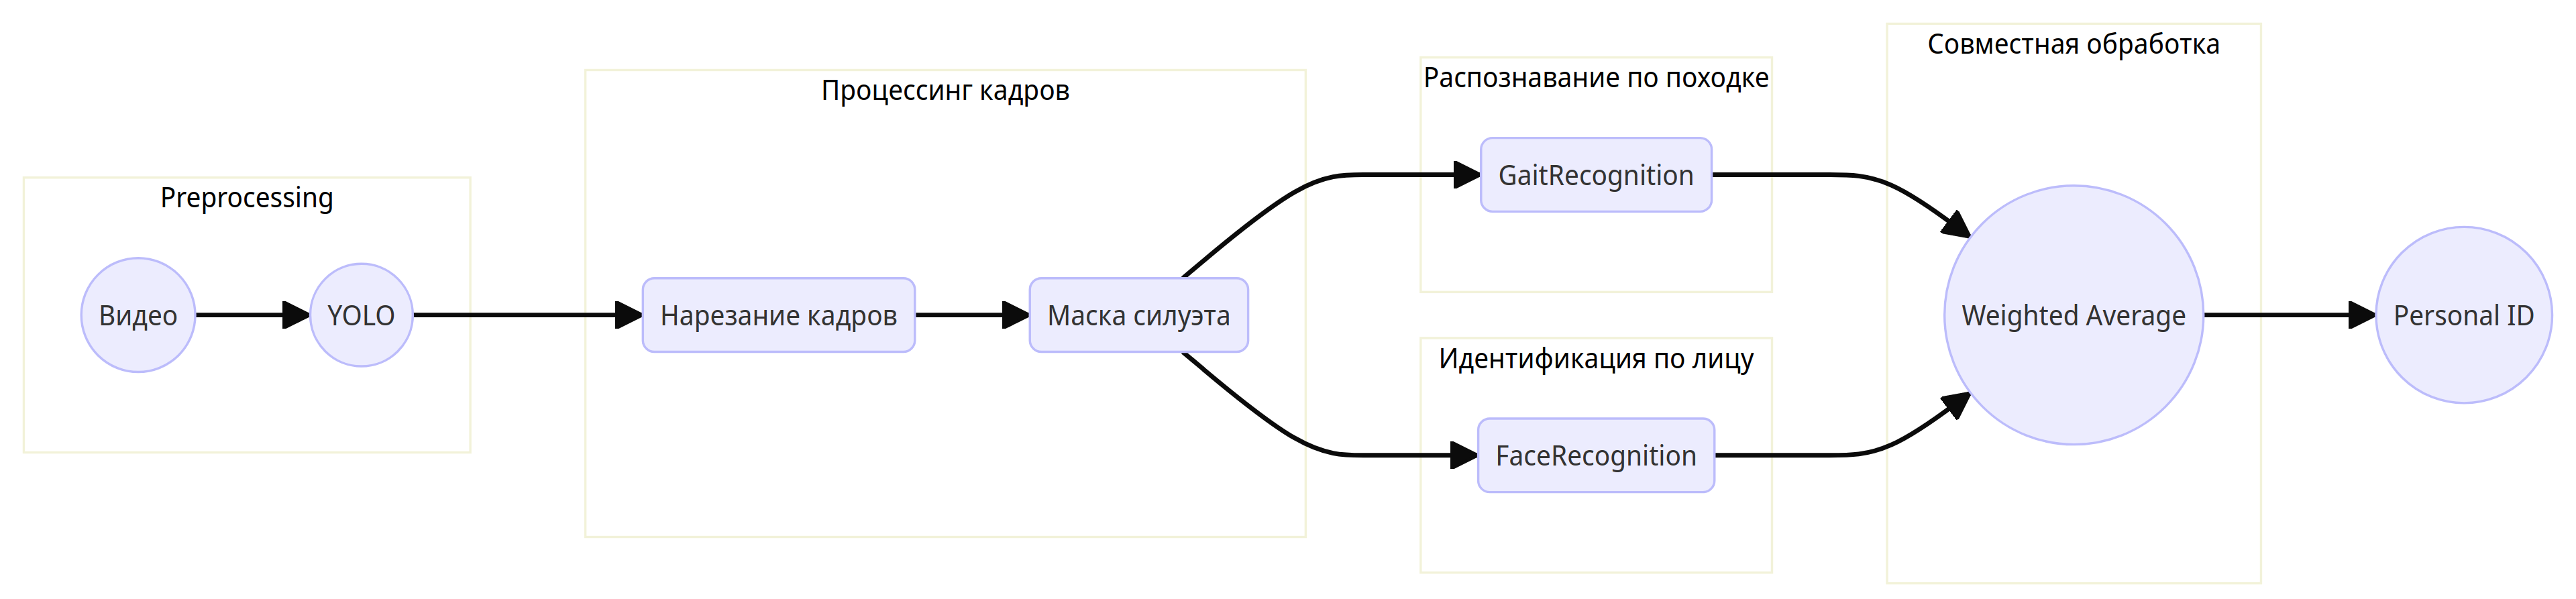 Preprocessing
Видео
YOLO
Процессинг кадров
Нарезание кадров
Маска силуэта
Распознавание по походке
GaitRecognition
Идентификация по лицу
FaceRecognition
Совместная обработка
Weighted Average
Personal ID